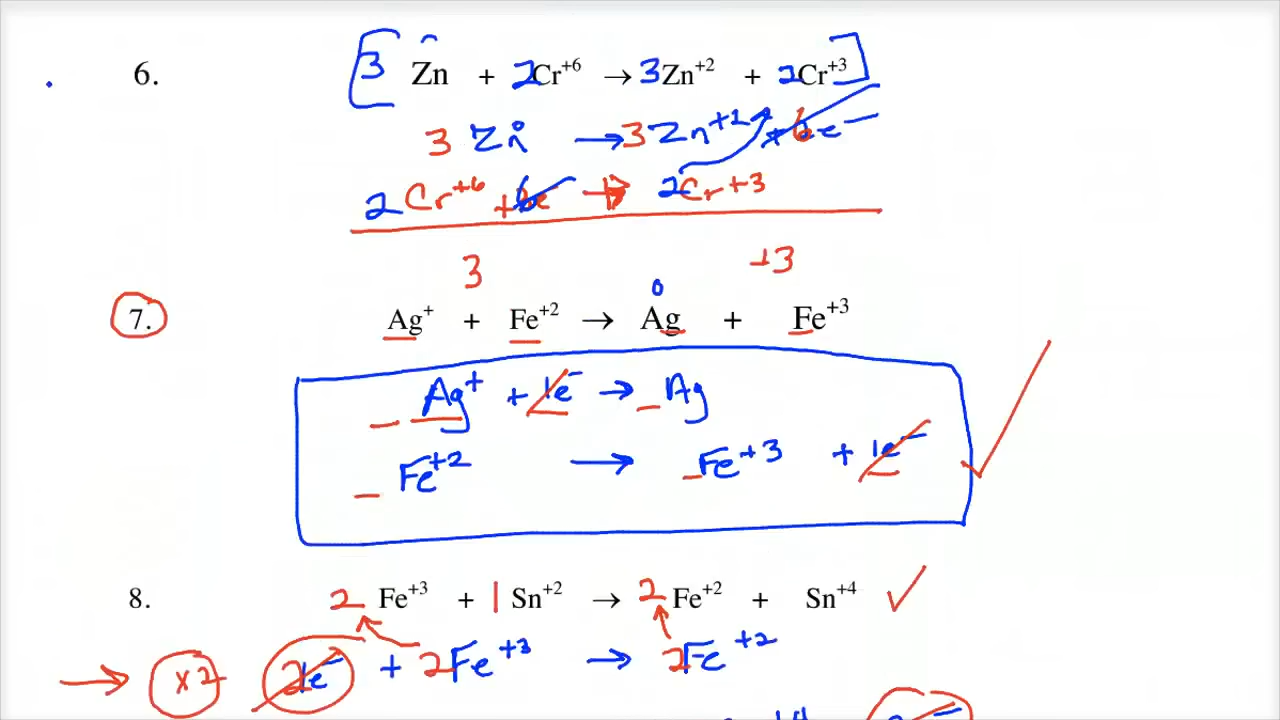 6. [3 Zn + 2Cr+6 → 3Zn+2 + 2Cr+3]
3 Zn → 3 Zn+2 + 6e−
2 Cr+6 + 6e → 2Cr+3
3 +3
0
7. Ag+ + Fe+2 → Ag + Fe+3
_ Ag+ + 1e− → _ Ag
_ Fe+2 → _Fe+3 + 1e−
8. 2 Fe+3 + 1 Sn+2 → 2 Fe+2 + Sn+4 ✓
→ x2 2e− + 2Fe+3 → 2Fe+2
+4